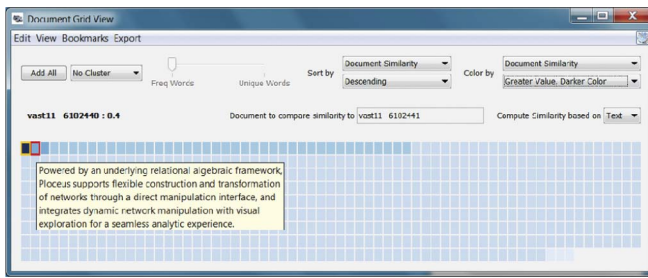 Document Grid View
Edit View Bookmarks Export
Add All No Cluster Freq Words Unique Words Sort by Document Similarity Descending Color by Document Similarity Greater Value, Darker Color
vast11 6102440 : 0.4 Document to compare similarity to vast11 6102441 Compute Similarity based on Text
Powered by an underlying relational algebraic framework,
Ploceus supports flexible construction and transformation
of networks through a direct manipulation interface, and
integrates dynamic network manipulation with visual
exploration for a seamless analytic experience.